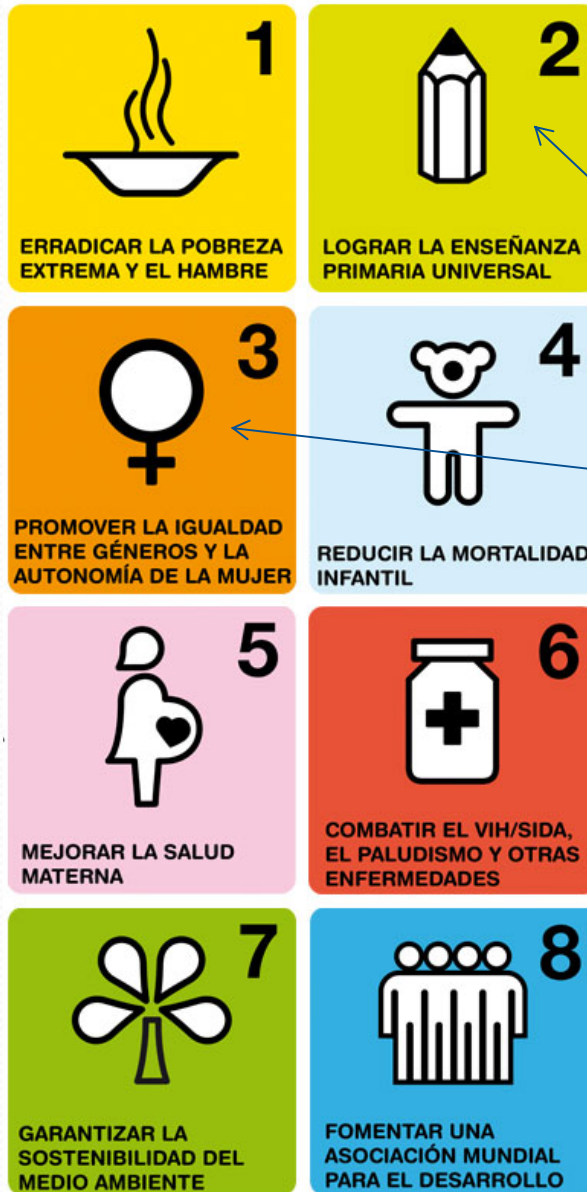 1
ERRADICAR LA POBREZA
EXTREMA Y EL HAMBRE
2
LOGRAR LA ENSEÑANZA
PRIMARIA UNIVERSAL
3
PROMOVER LA IGUALDAD
ENTRE GÉNEROS Y LA
AUTONOMÍA DE LA MUJER
4
REDUCIR LA MORTALIDAD
INFANTIL
5
MEJORAR LA SALUD
MATERNA
6
COMBATIR EL VIH/SIDA,
EL PALUDISMO Y OTRAS
ENFERMEDADES
7
GARANTIZAR LA
SOSTENIBILIDAD DEL
MEDIO AMBIENTE
8
FOMENTAR UNA
ASOCIACIÓN MUNDIAL
PARA EL DESARROLLO